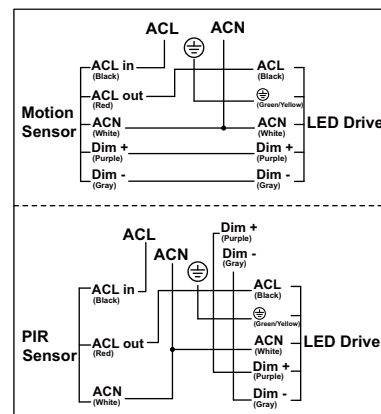 ACL ACN
ACL in
(Black)
ACL
(Black)
ACL out
(Red)
(Green/Yellow)
Motion
Sensor
ACN
(White)
ACN
(White)
LED Drive
Dim +
(Purple)
Dim +
(Purple)
Dim -
(Gray)
Dim -
(Gray)
Dim +
(Purple)
ACL
Dim -
(Gray)
ACN
ACL in
(Black)
ACL
(Black)
(Green/Yellow)
PIR
Sensor
ACL out
(Red)
ACN
(White)
LED Drive
Dim +
(Purple)
ACN
(White)
Dim -
(Gray)